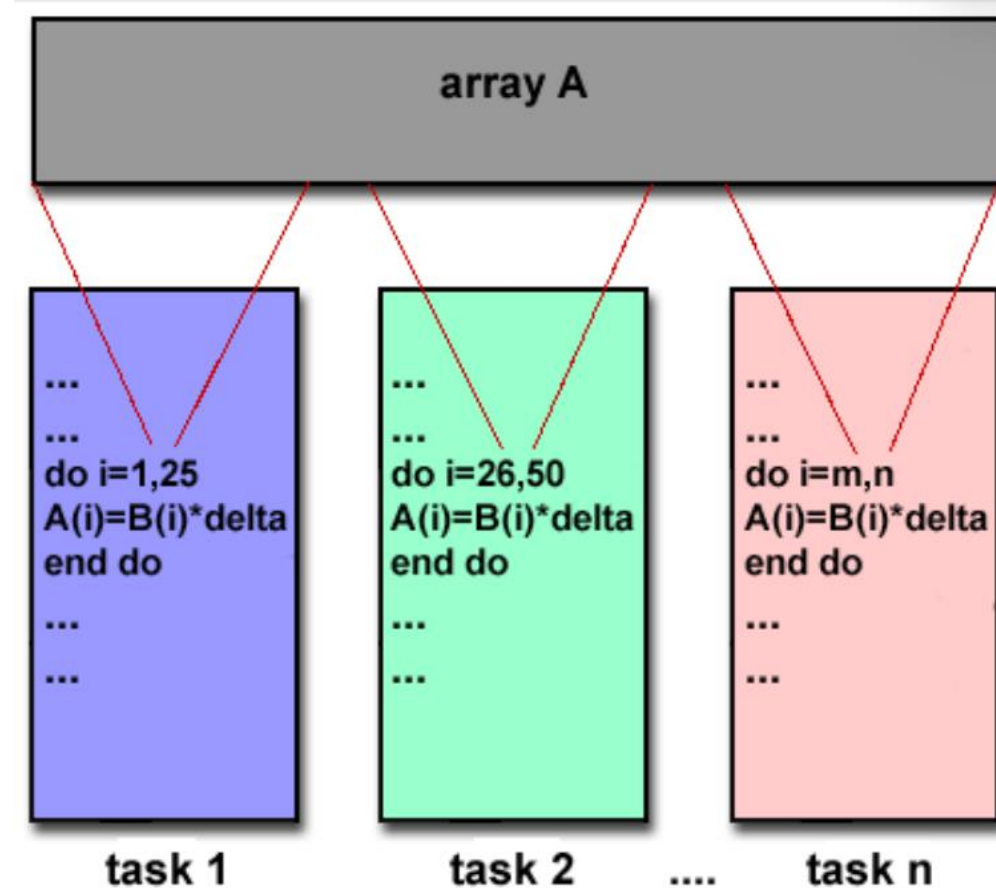 array A
...
...
do i=1,25
A(i)=B(i)*delta
end do
...
...
...
...
do i=26,50
A(i)=B(i)*delta
end do
...
...
...
...
do i=m,n
A(i)=B(i)*delta
end do
...
...
task 1 task 2 .... task n